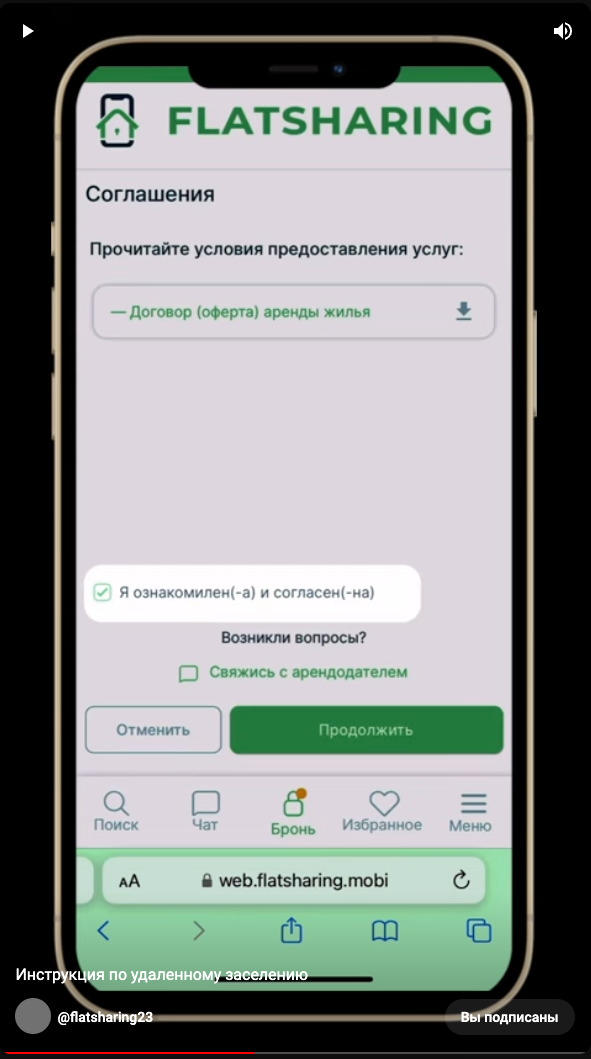 FLATSHARING
Соглашения
Прочитайте условия предоставления услуг:
— Договор (оферта) аренды жилья
Я ознакомилен(-а) и согласен(-на)
Возникли вопросы?
Свяжись с арендодателем
Отменить
Продолжить
Поиск
Чат
Бронь
Избранное
Меню
AA
web.flatsharing.mobi
Инструкция по удаленному заселению
@flatsharing23
Вы подписаны